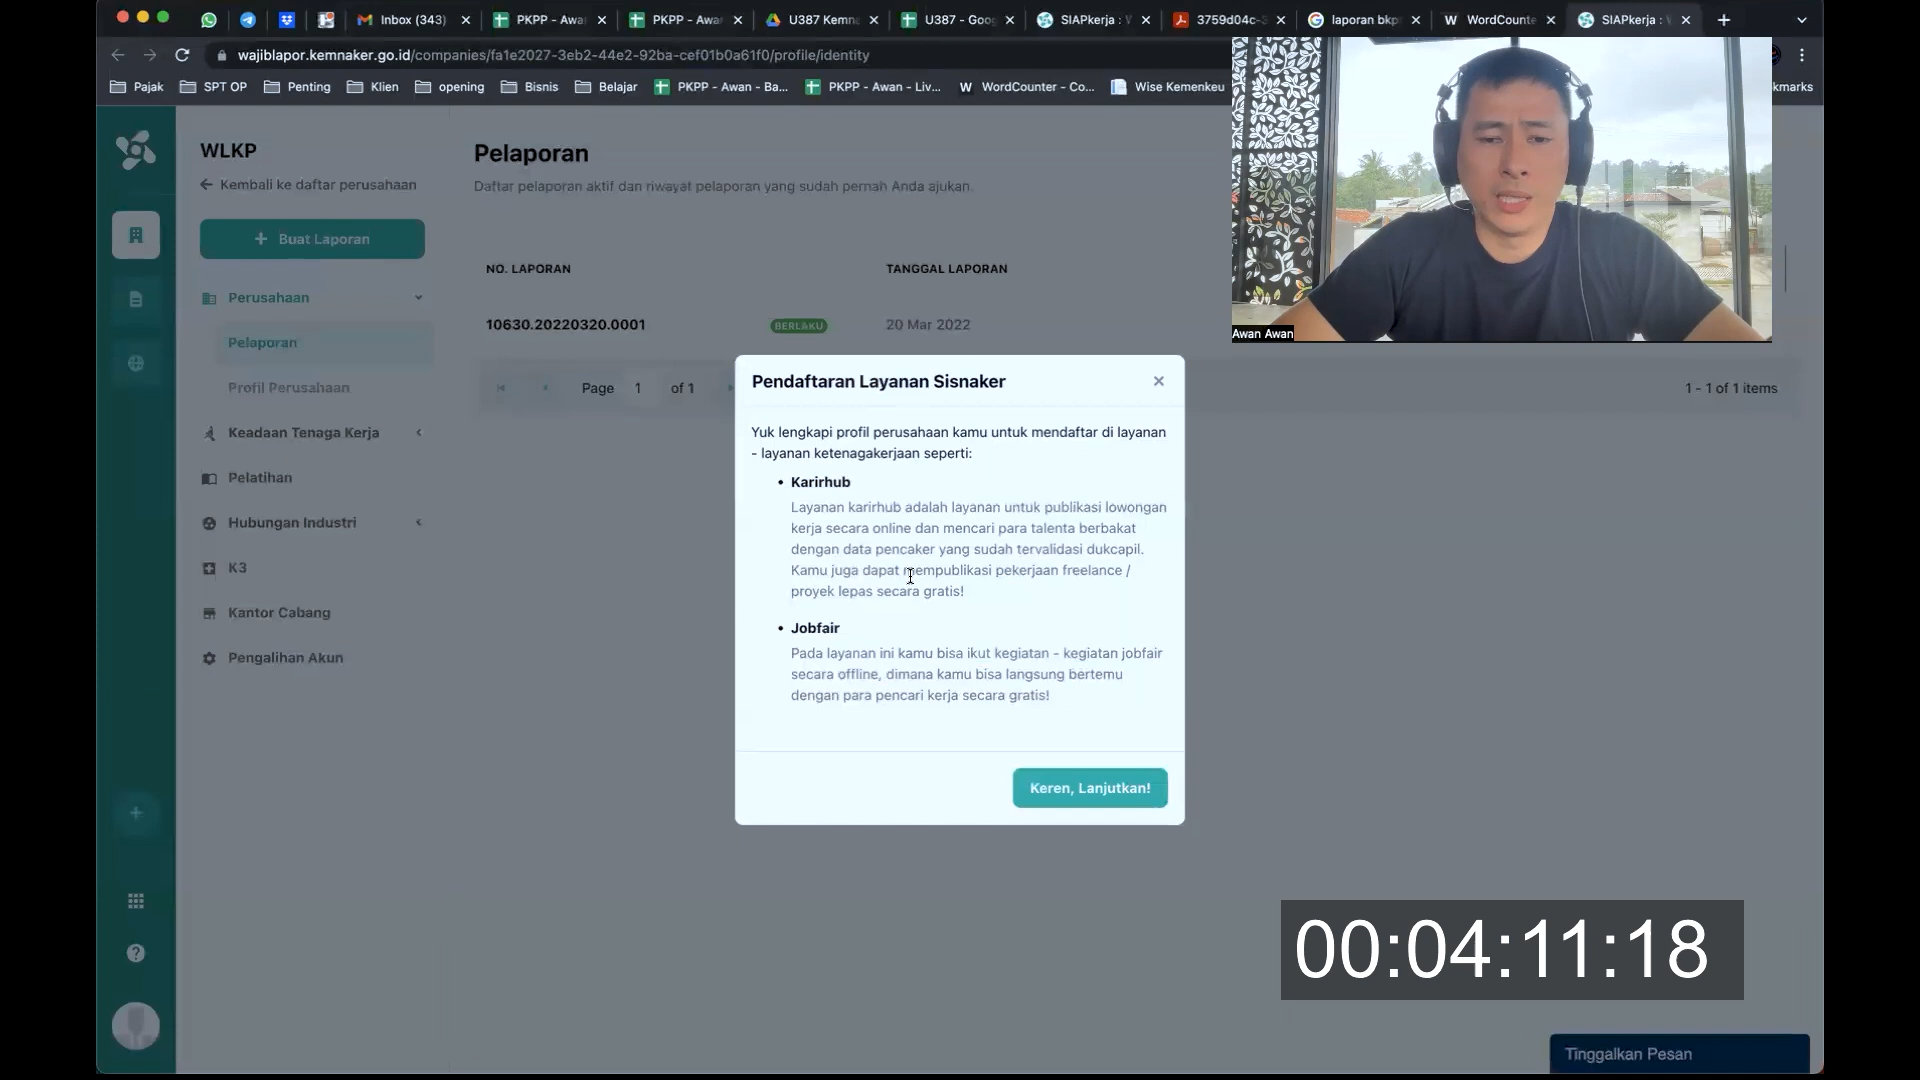 Inbox (343)
PKPP - Awa
PKPP - Awa
U387 Kemn
U387 - Goo
SIAPkerja : W
3759d04c-3
laporan bkp
WordCounte
SIAPkerja : W
wajiblapor.kemnaker.go.id/companies/fa1e2027-3eb2-44e2-92ba-cef01b0a61f0/profile/identity
Pajak
SPT OP
Penting
Klien
opening
Bisnis
Belajar
PKPP - Awan - Ba...
PKPP - Awan - Liv...
W WordCounter - Co...
Wise Kemenkeu
kmarks
WLKP
Kembali ke daftar perusahaan
+ Buat Laporan
Perusahaan
Pelaporan
Profil Perusahaan
Keadaan Tenaga Kerja
Pelatihan
Hubungan Industri
K3
Kantor Cabang
Pengalihan Akun
Pelaporan
Daftar pelaporan aktif dan riwayat pelaporan yang sudah pernah Anda ajukan.
NO. LAPORAN
TANGGAL LAPORAN
10630.20220320.0001
BERLAKU
20 Mar 2022
Page 1 of 1
1 - 1 of 1 items
Awan Awan
Pendaftaran Layanan Sisnaker
Yuk lengkapi profil perusahaan kamu untuk mendaftar di layanan
- layanan ketenagakerjaan seperti:
• Karirhub
Layanan karirhub adalah layanan untuk publikasi lowongan
kerja secara online dan mencari para talenta berbakat
dengan data pencaker yang sudah tervalidasi dukcapil.
Kamu juga dapat mempublikasi pekerjaan freelance /
proyek lepas secara gratis!
• Jobfair
Pada layanan ini kamu bisa ikut kegiatan - kegiatan jobfair
secara offline, dimana kamu bisa langsung bertemu
dengan para pencari kerja secara gratis!
Keren, Lanjutkan!
00:04:11:18
Tinggalkan Pesan